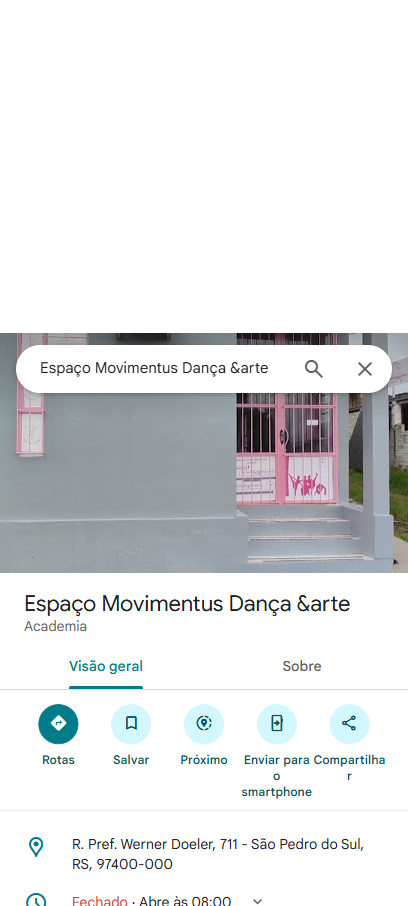 Espaço Movimentus Dança &arte
Espaço Movimentus Dança &arte
Academia
Visão geral
Sobre
Rotas
Salvar
Próximo
Enviar para
o
smartphone
Compartilha
r
R. Pref. Werner Doeler, 711 - São Pedro do Sul,
RS, 97400-000
Fechado · Abre às 08:00